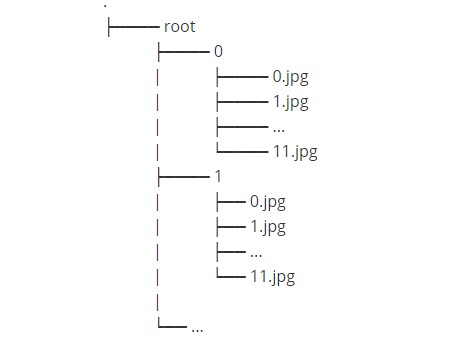 .
├──── root
├──── 0
│ ├──── 0.jpg
│ ├──── 1.jpg
│ ├──── ...
│ └──── 11.jpg
├──── 1
│ ├── 0.jpg
│ ├── 1.jpg
│ ├── ...
│ └── 11.jpg
│
└── ...